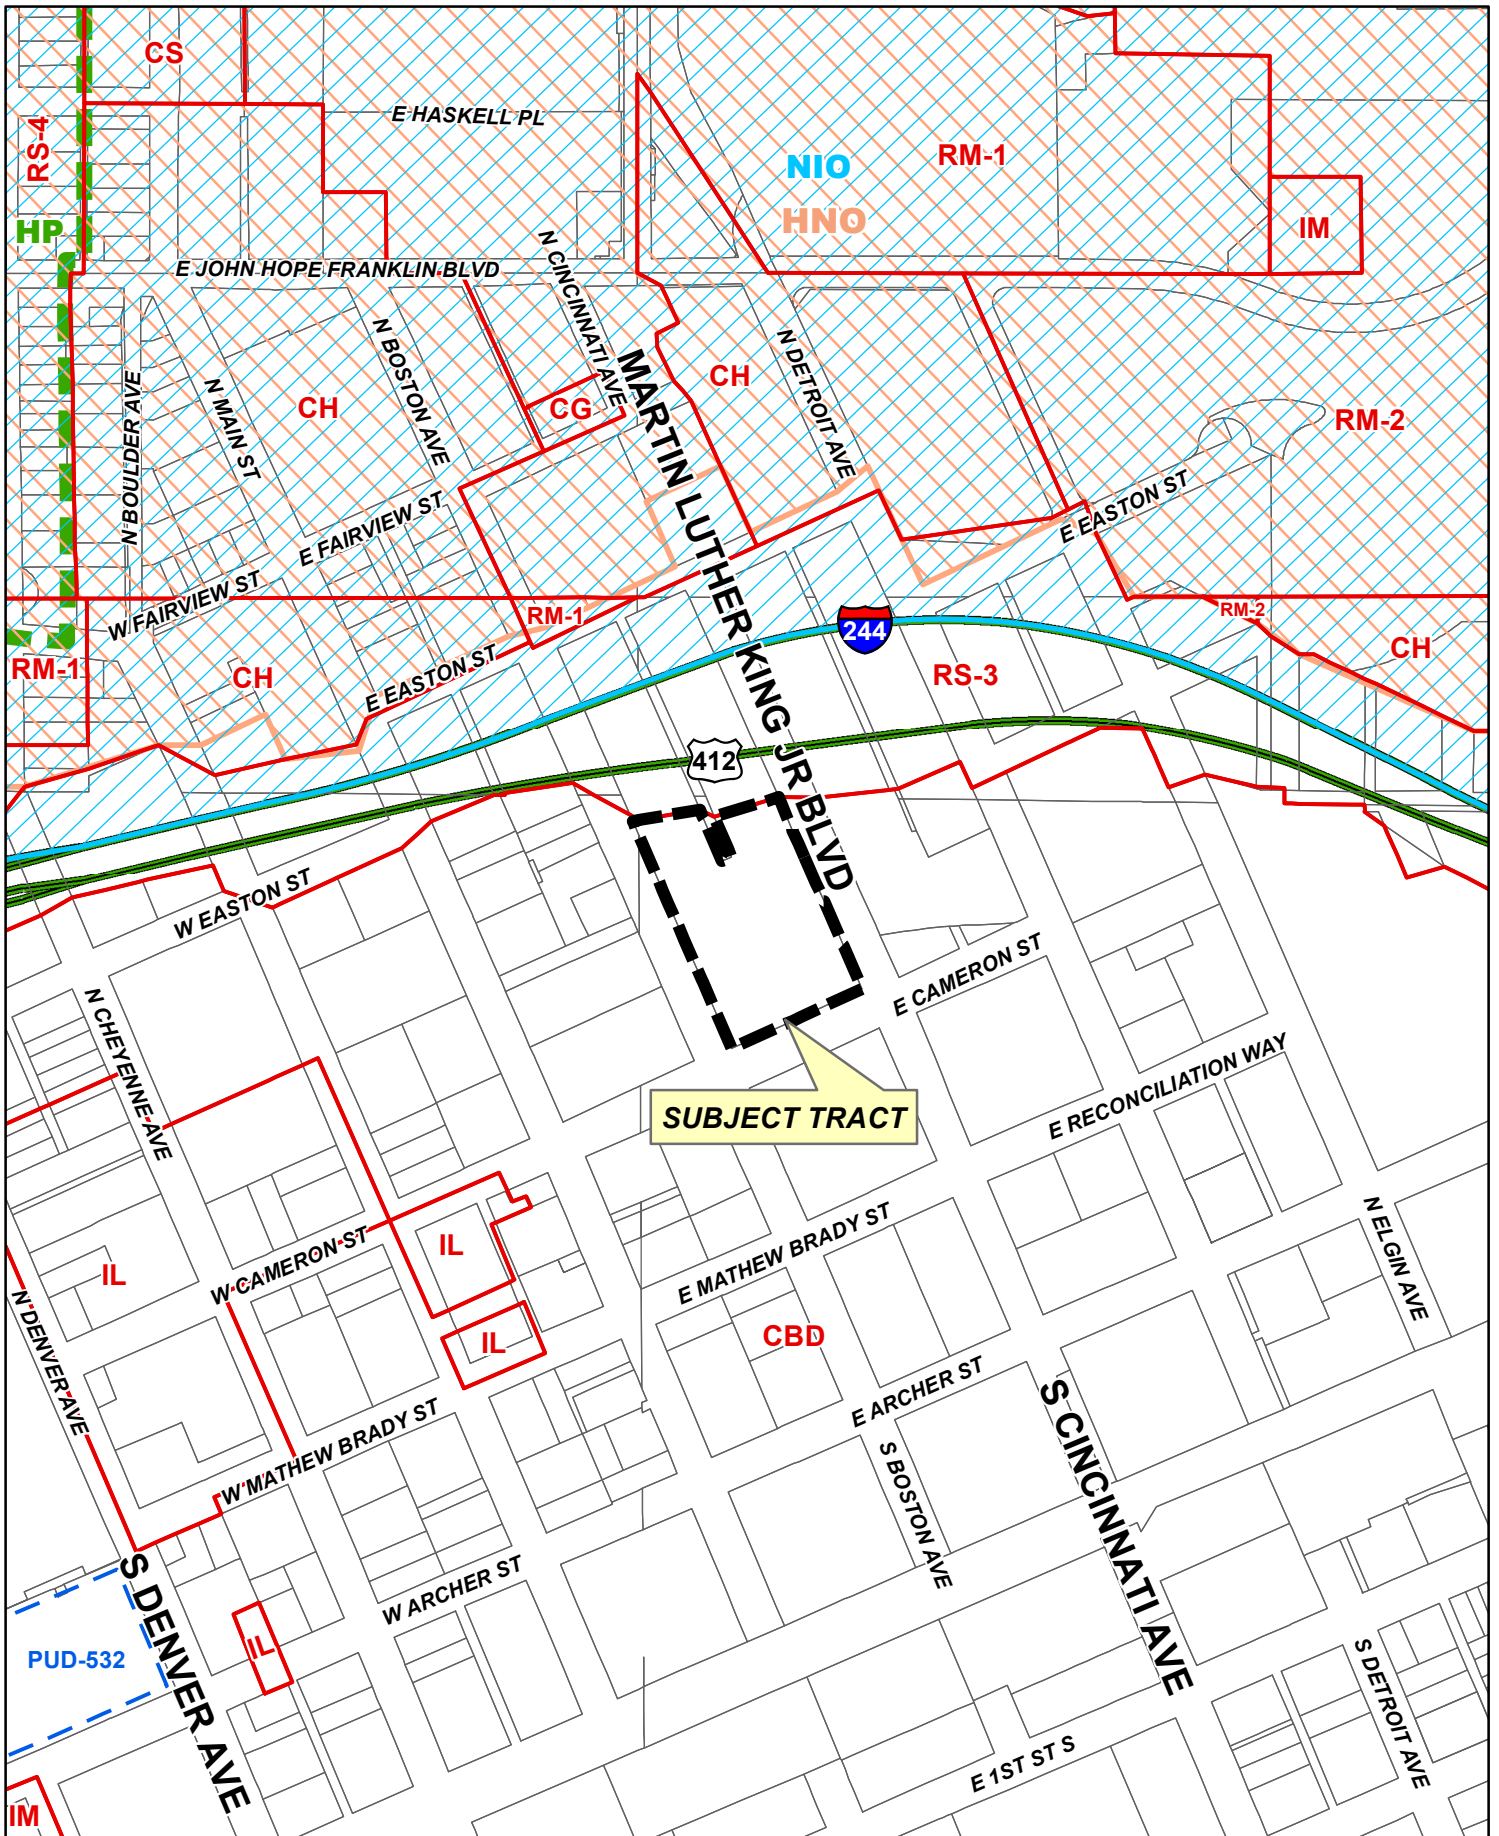 CS
E HASKELL PL
RS-4
NIO
RM-1
HNO
HP
IM
E JOHN HOPE FRANKLIN BLVD
N CINCINNATI AVE
N BOULDER AVE
N MAIN ST
CH
N BOSTON AVE
CG
MARTIN LUTHER KING JR BLVD
CH
N DETROIT AVE
RM-2
E EASTON ST
E FAIRVIEW ST
W FAIRVIEW ST
RM-1
RM-2
244
RM-1
CH
E EASTON ST
RS-3
CH
412
W EASTON ST
E CAMERON ST
N CHEYENNE AVE
E RECONCILIATION WAY
SUBJECT TRACT
IL
W CAMERON ST
IL
E MATHEW BRADY ST
N ELGIN AVE
N DENVER AVE
IL
CBD
E ARCHER ST
W MATHEW BRADY ST
S BOSTON AVE
S CINCINNATI AVE
W ARCHER ST
S DENVER AVE
IL
PUD-532
S DETROIT AVE
E 1ST ST S
IM